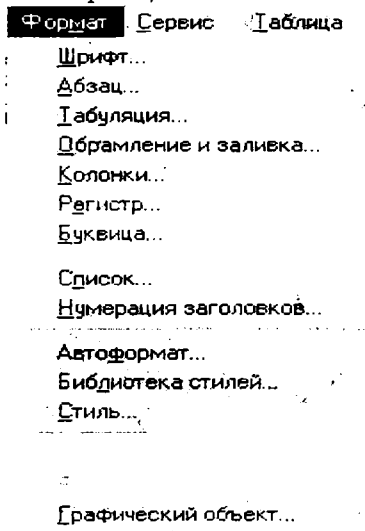 Формат Сервис Таблица
Шрифт...
Абзац...
Табуляция...
Обрамление и заливка...
Колонки...
Регистр...
Буквица...
Список...
Нумерация заголовков...
Автоформат...
Библиотека стилей...
Стиль...
Графический объект...